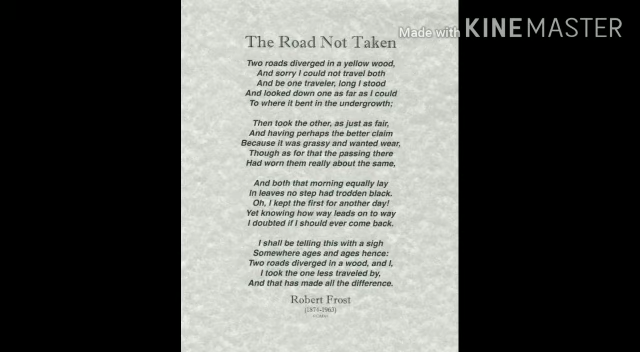 Made with KINEMASTER
The Road Not Taken
Two roads diverged in a yellow wood,
And sorry I could not travel both
And be one traveler, long I stood
And looked down one as far as I could
To where it bent in the undergrowth;
Then took the other, as just as fair,
And having perhaps the better claim
Because it was grassy and wanted wear,
Though as for that the passing there
Had worn them really about the same,
And both that morning equally lay
In leaves no step had trodden black.
Oh, I kept the first for another day!
Yet knowing how way leads on to way
I doubted if I should ever come back.
I shall be telling this with a sigh
Somewhere ages and ages hence:
Two roads diverged in a wood, and I,
I took the one less traveled by,
And that has made all the difference.
Robert Frost
(1874-1963)